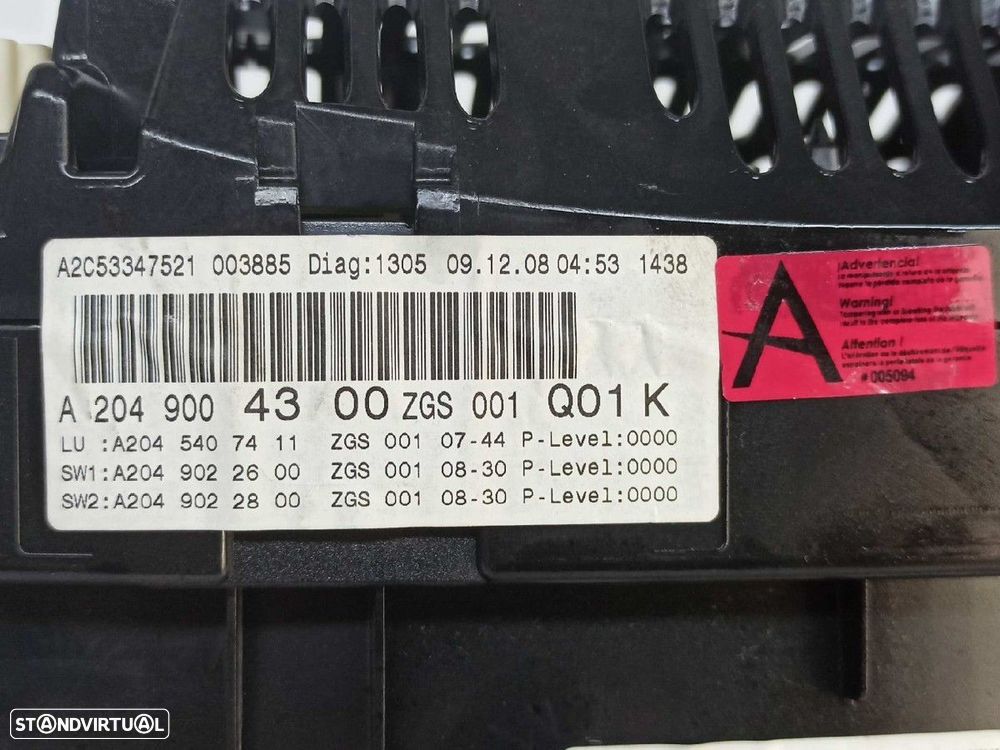 A2C53347521 003885 Diag:1305 09.12.08 04:53 1438
A 204 900 43 00 ZGS 001 Q01 K
LU :A204 540 74 11 ZGS 001 07-44 P-Level:0000
SW1:A204 902 26 00 ZGS 001 08-30 P-Level:0000
SW2:A204 902 28 00 ZGS 001 08-30 P-Level:0000
A
¡Advertencia!
Warning!
Attention !
#005094
STANDVIRTUAL